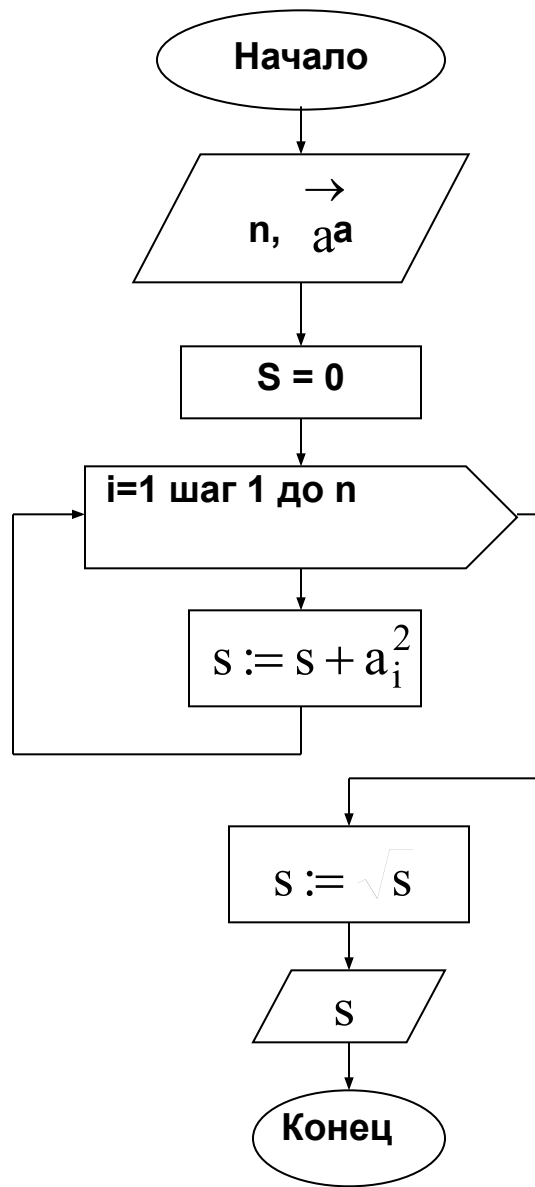 Начало
→
n, aa
S = 0
i=1 шаг 1 до n
s := s + a_i^2
s := √s
s
Конец